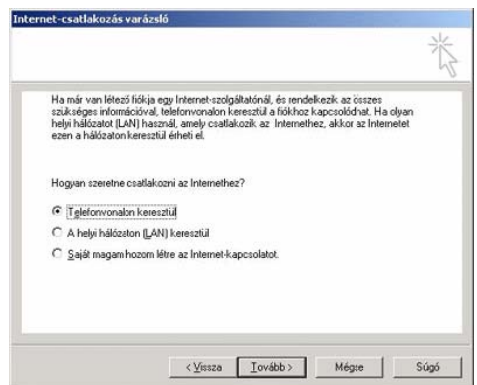 Internet-csatlakozás varázsló
Ha már van létező fiókja egy Internet-szolgáltatónál, és rendelkezik az összes
szükséges információval, telefonvonalon keresztül a fiókhoz kapcsolódhat. Ha olyan
helyi hálózatot (LAN) használ, amely csatlakozik az Internethez, akkor az Internetet
ezen a hálózaton keresztül érheti el.
Hogyan szeretne csatlakozni az Internethez?
Telefonvonalon keresztül
A helyi hálózaton (LAN) keresztül
Saját magam hozom létre az Internet-kapcsolatot.
< Vissza Tovább > Mégse Súgó